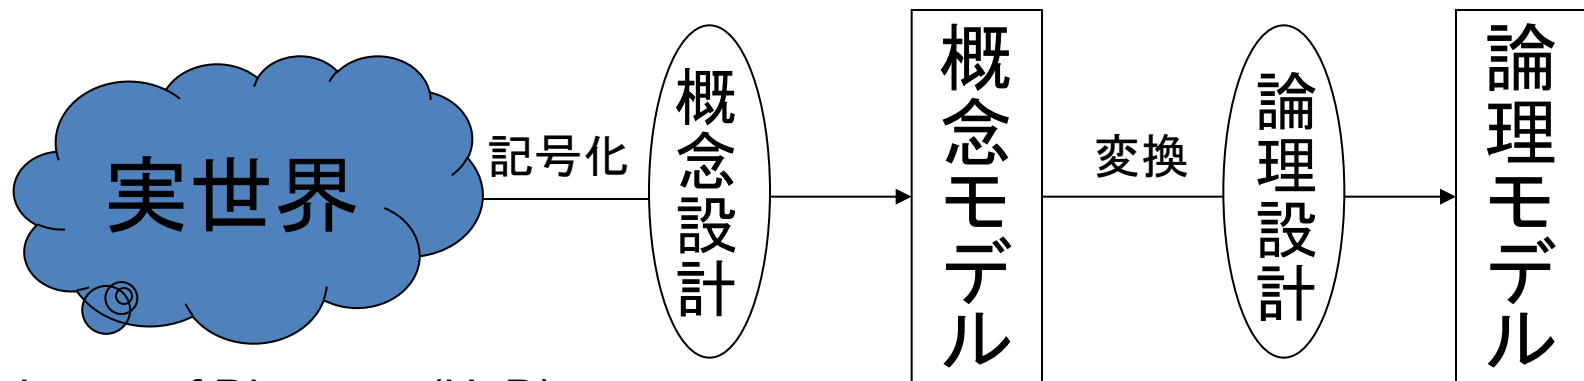 実世界
記号化
概念設計
概念モデル
変換
論理設計
論理モデル